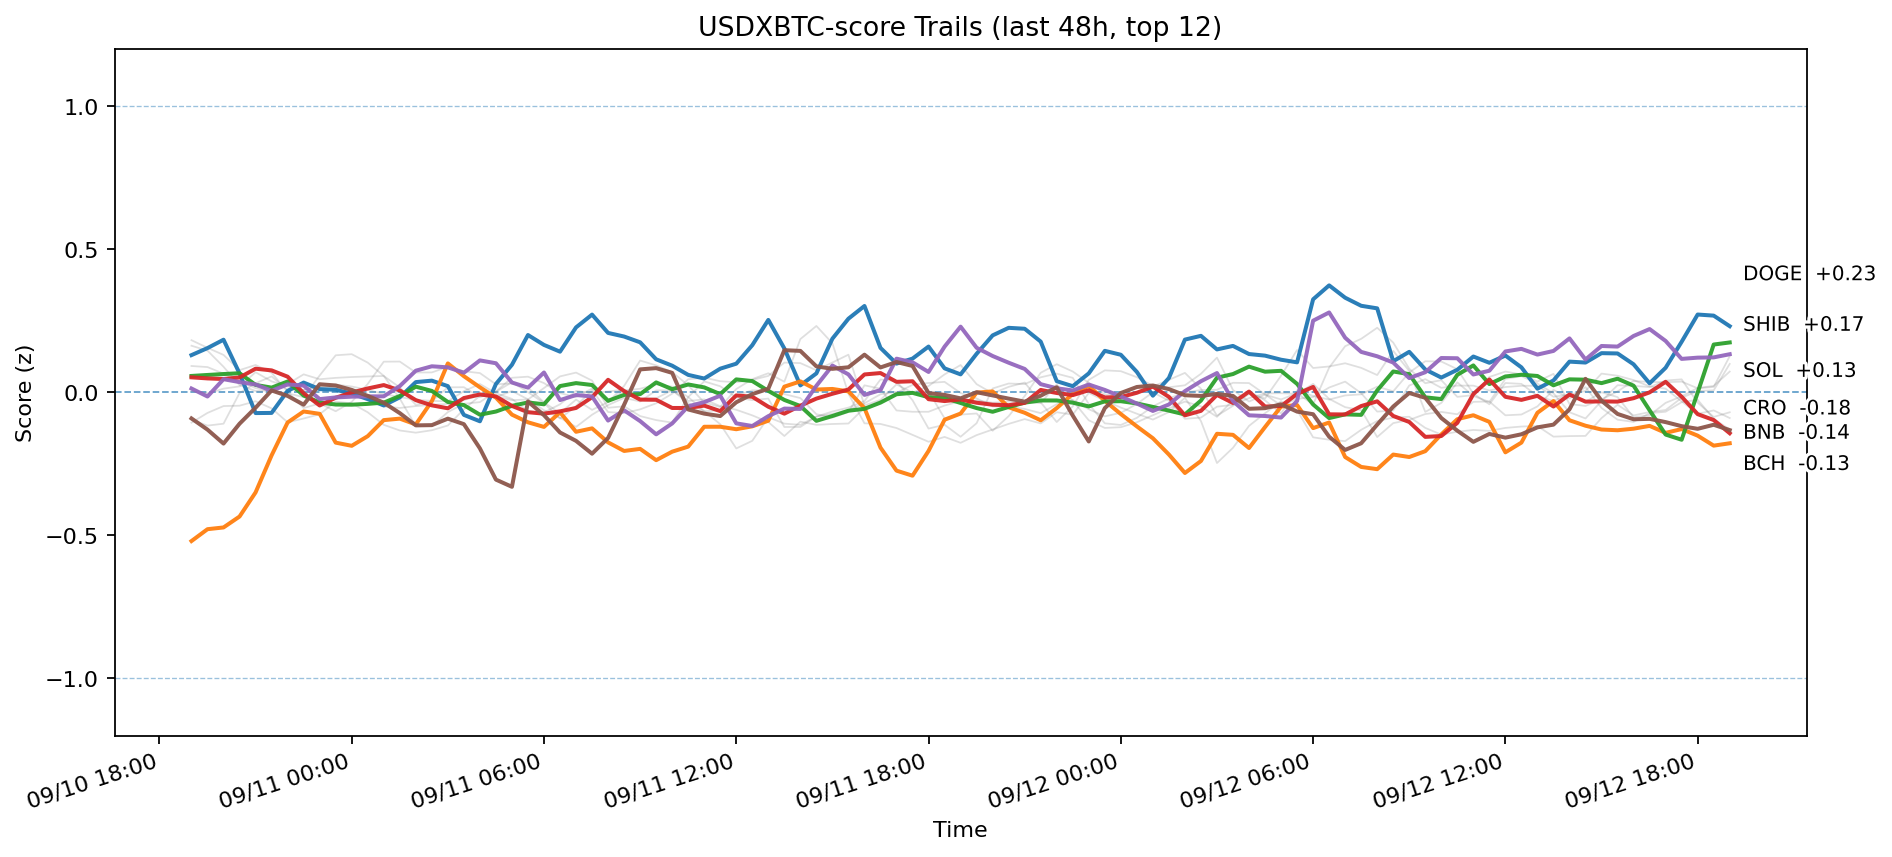 USDXBTC-score Trails (last 48h, top 12)
Score (z)
1.0
0.5
0.0
−0.5
−1.0
DOGE +0.23
SHIB +0.17
SOL +0.13
CRO -0.18
BNB -0.14
BCH -0.13
09/10 18:00
09/11 00:00
09/11 06:00
09/11 12:00
09/11 18:00
09/12 00:00
09/12 06:00
09/12 12:00
09/12 18:00
Time